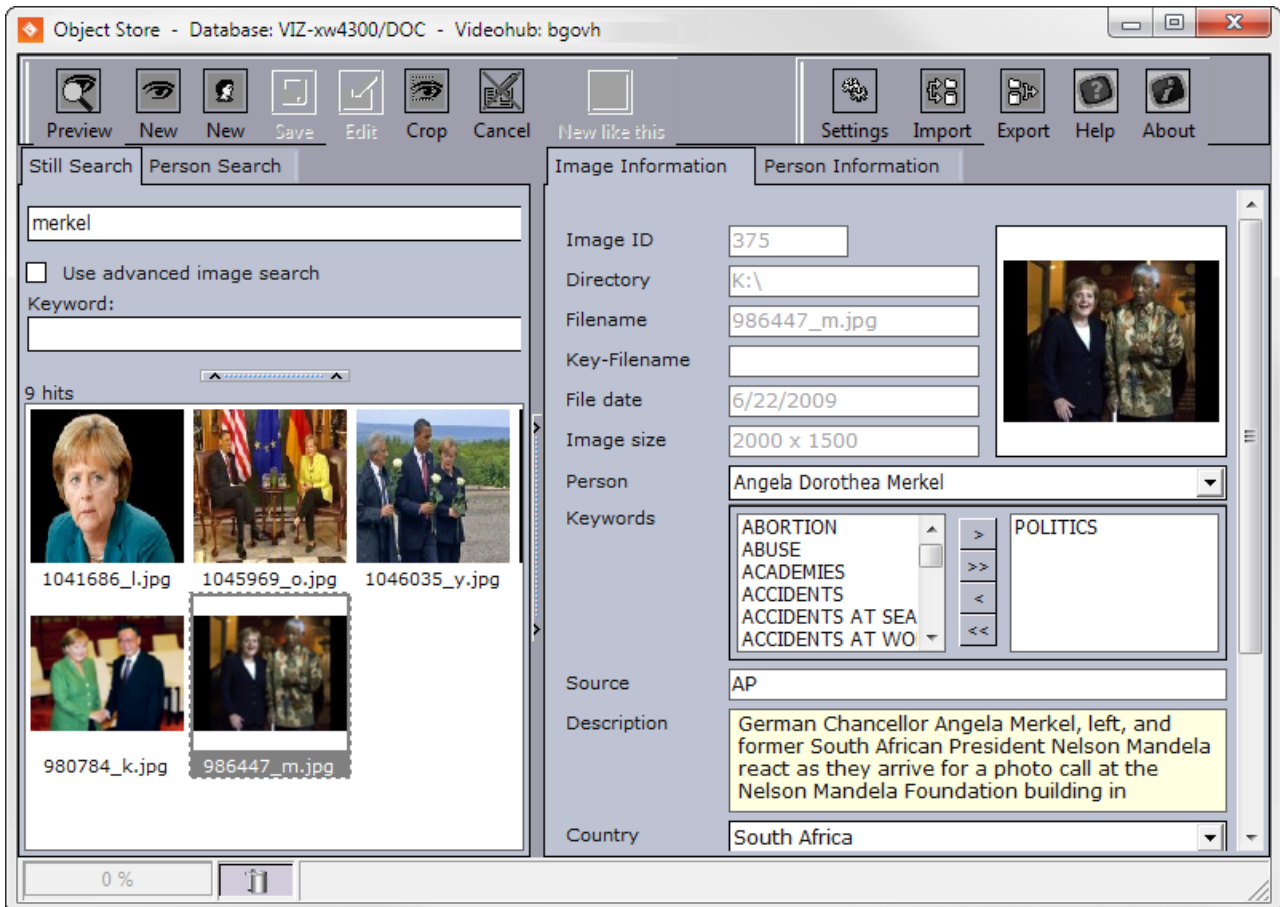 Object Store - Database: VIZ-xw4300/DOC - Videohub: bgovh
Preview New New Save Edit Crop Cancel New like this Settings Import Export Help About
Still Search Person Search
Image Information Person Information
merkel
Use advanced image search
Keyword:
9 hits
1041686_l.jpg 1045969_o.jpg 1046035_y.jpg
980784_k.jpg 986447_m.jpg
Image ID 375
Directory K:\
Filename 986447_m.jpg
Key-Filename
File date 6/22/2009
Image size 2000 x 1500
Person Angela Dorothea Merkel
Keywords
ABORTION
ABUSE
ACADEMIES
ACCIDENTS
ACCIDENTS AT SEA
ACCIDENTS AT WO
>
>>
<
<<
POLITICS
Source AP
Description German Chancellor Angela Merkel, left, and
former South African President Nelson Mandela
react as they arrive for a photo call at the
Nelson Mandela Foundation building in
Country South Africa
0 %